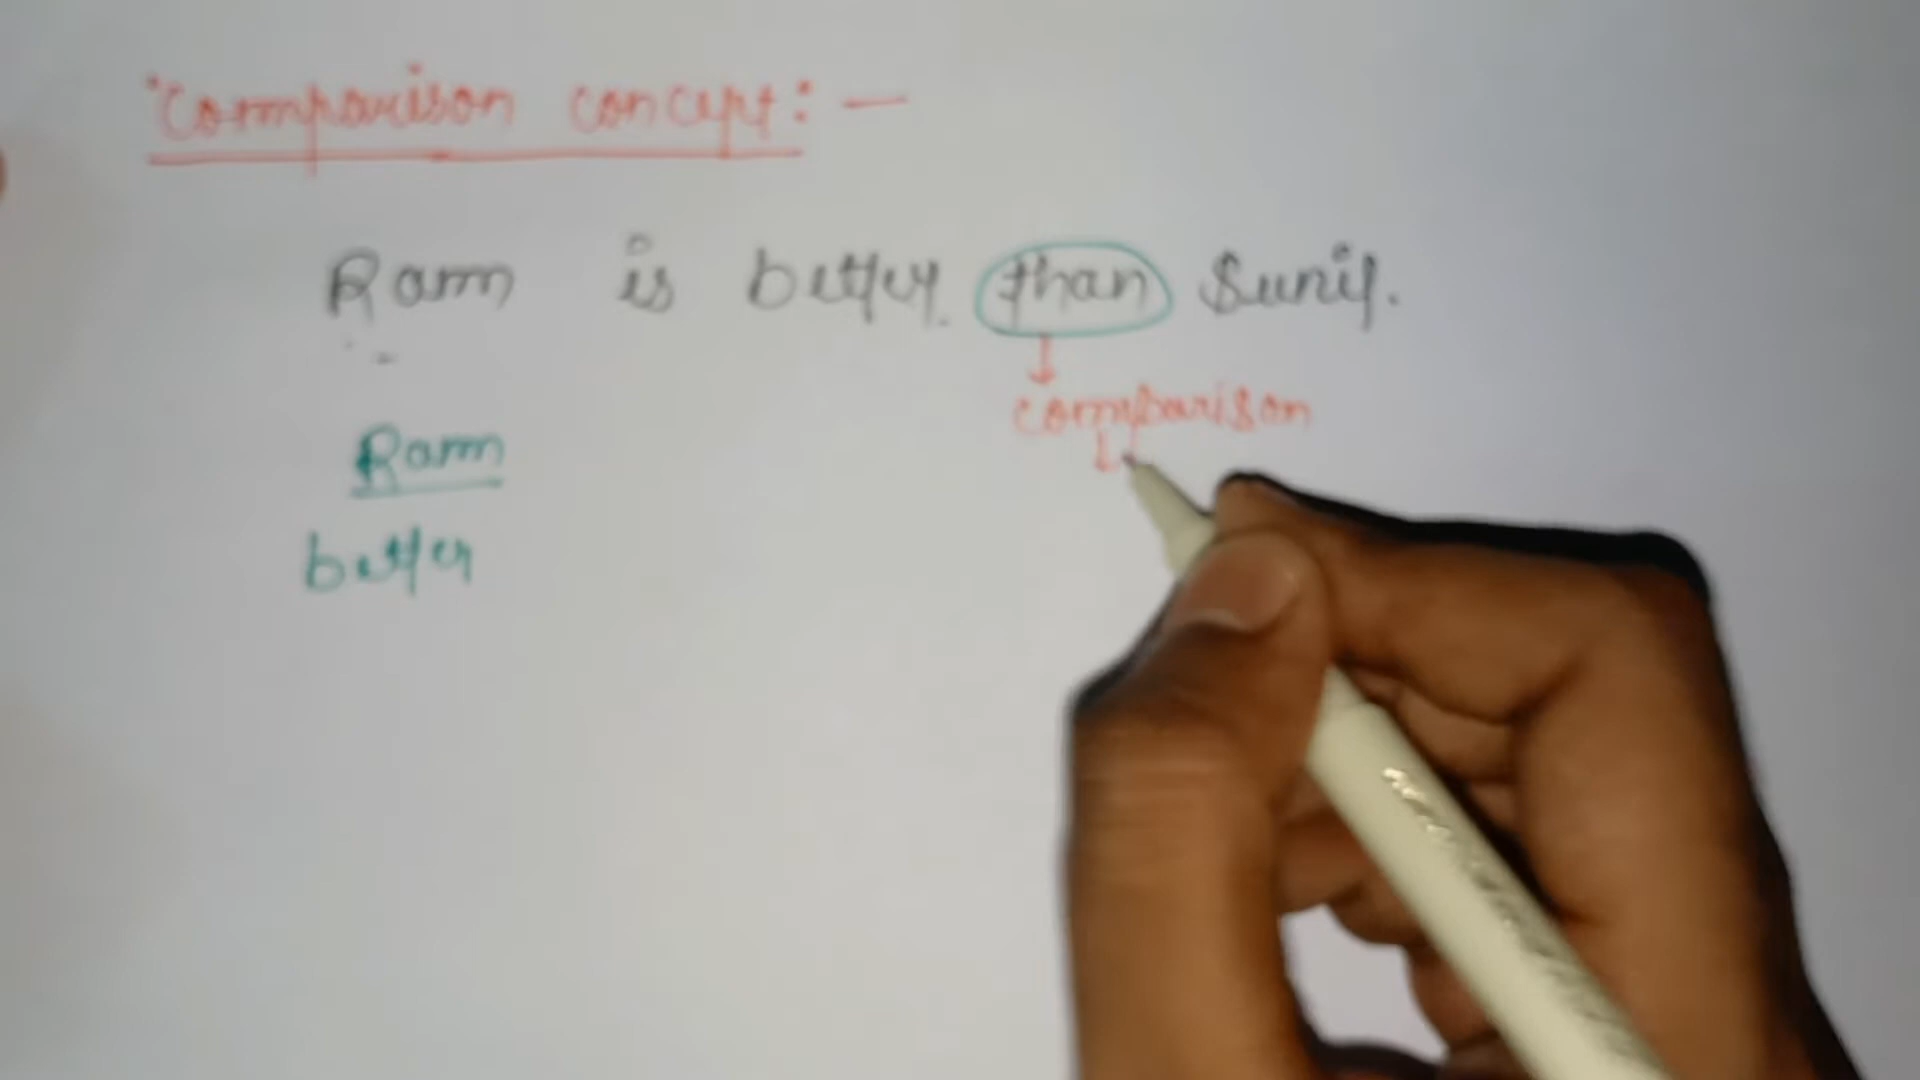 Comparison concept:-
Ram is better than Sunil.
comparison
Ram
better